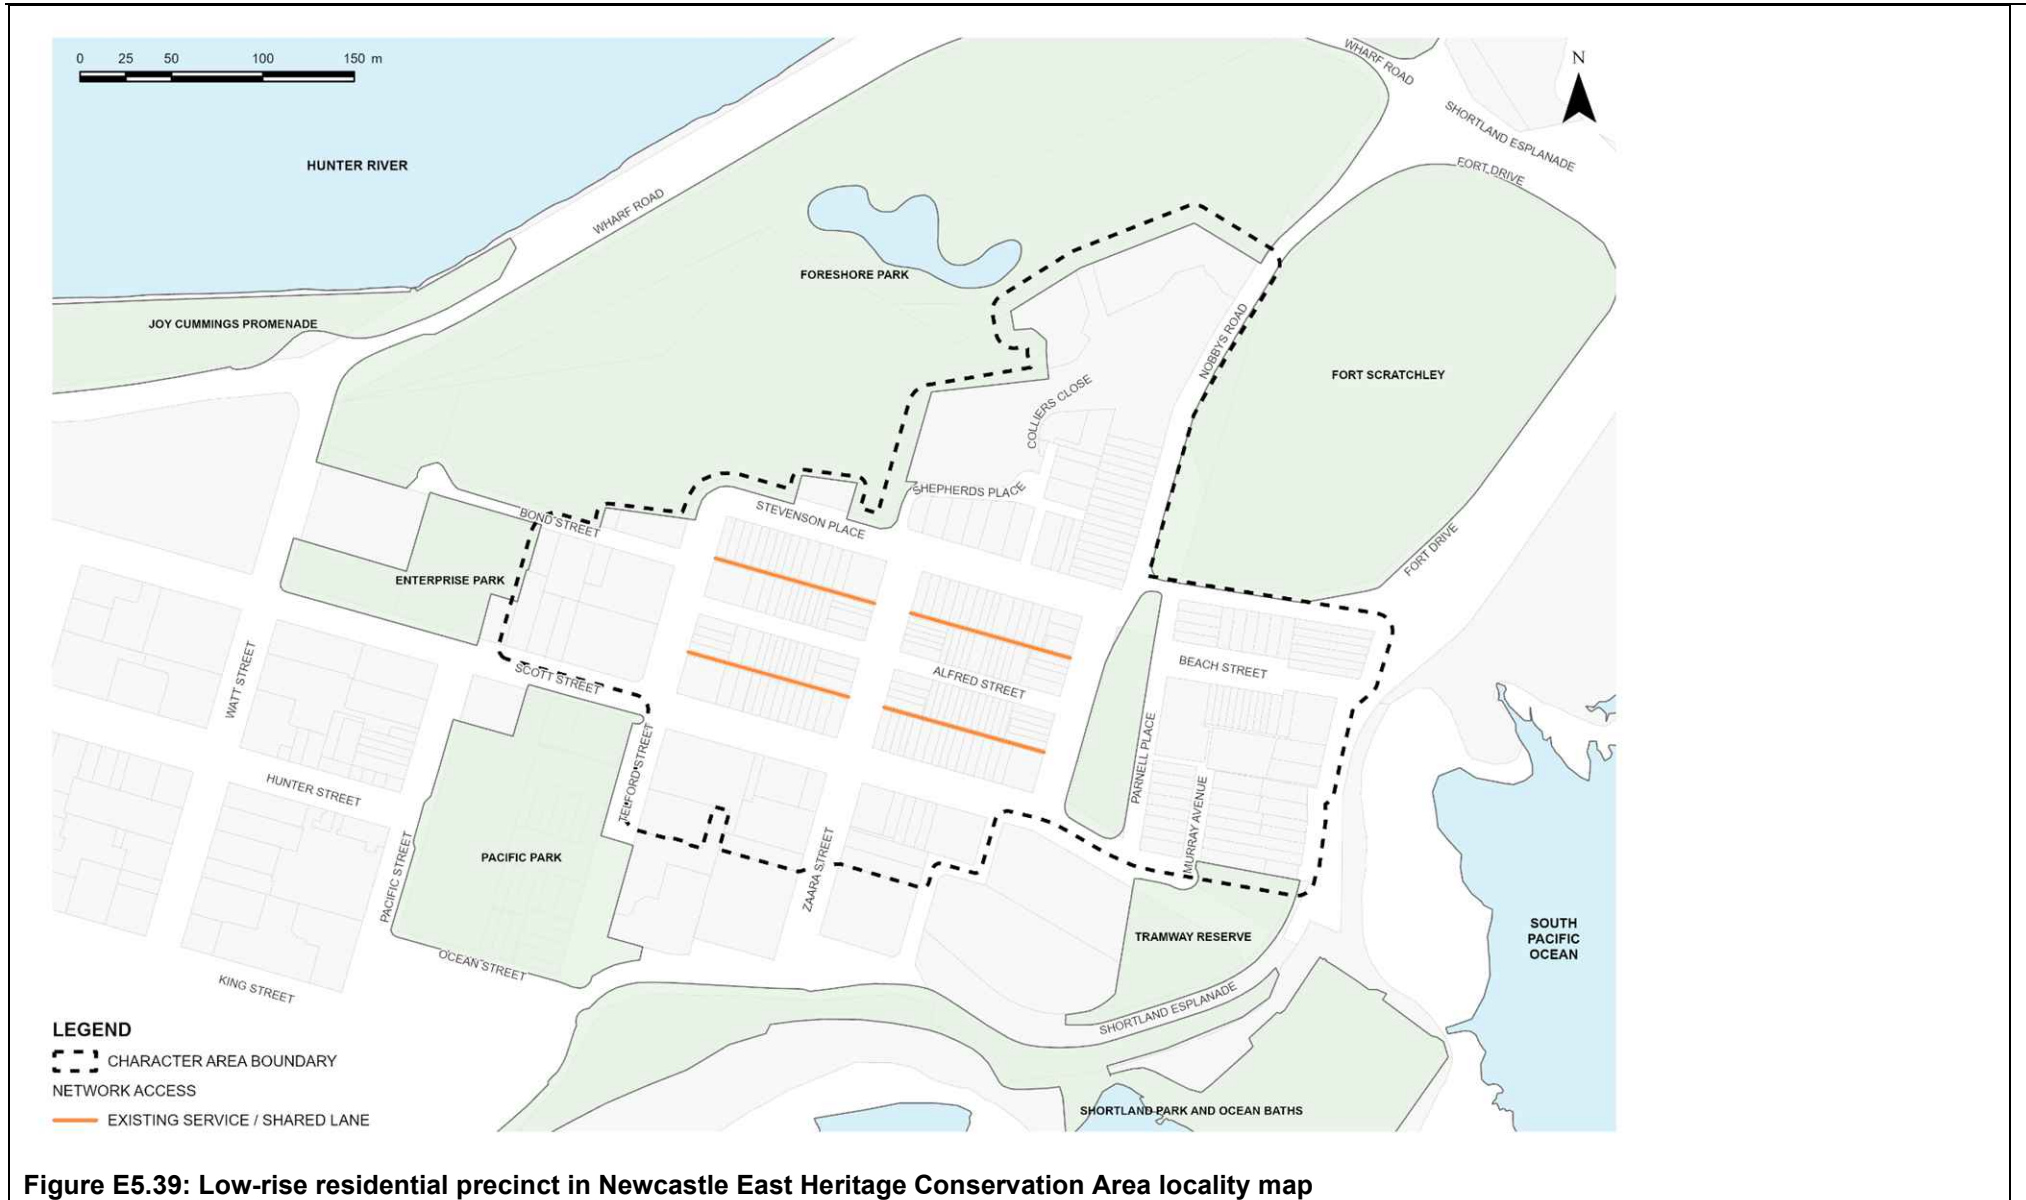 0 25 50 100 150 m
N
WHARF ROAD
SHORTLAND ESPLANADE
FORT DRIVE
HUNTER RIVER
WHARF ROAD
FORESHORE PARK
JOY CUMMINGS PROMENADE
NOBBYS ROAD
FORT SCRATCHLEY
COLLIERS CLOSE
SHEPHERDS PLACE
STEVENSON PLACE
BOND STREET
FORT DRIVE
ENTERPRISE PARK
BEACH STREET
ALFRED STREET
SCOTT STREET
WATT STREET
TELFORD STREET
PARNELL PLACE
HUNTER STREET
MURRAY AVENUE
PACIFIC STREET
PACIFIC PARK
ZAARA STREET
TRAMWAY RESERVE
SOUTH
PACIFIC
OCEAN
OCEAN STREET
KING STREET
SHORTLAND ESPLANADE
SHORTLAND PARK AND OCEAN BATHS
LEGEND
CHARACTER AREA BOUNDARY
NETWORK ACCESS
EXISTING SERVICE / SHARED LANE
Figure E5.39: Low-rise residential precinct in Newcastle East Heritage Conservation Area locality map